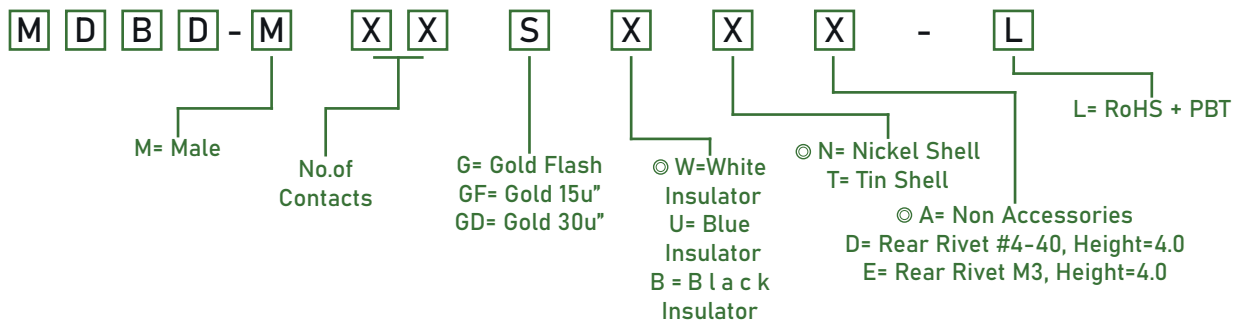 M D B D - M X X S X X X - L
M= Male
No.of
Contacts
G= Gold Flash
GF= Gold 15u"
GD= Gold 30u"
◎ W=White
Insulator
U= Blue
Insulator
B = B l a c k
Insulator
◎ N= Nickel Shell
T= Tin Shell
◎ A= Non Accessories
D= Rear Rivet #4-40, Height=4.0
E= Rear Rivet M3, Height=4.0
L= RoHS + PBT